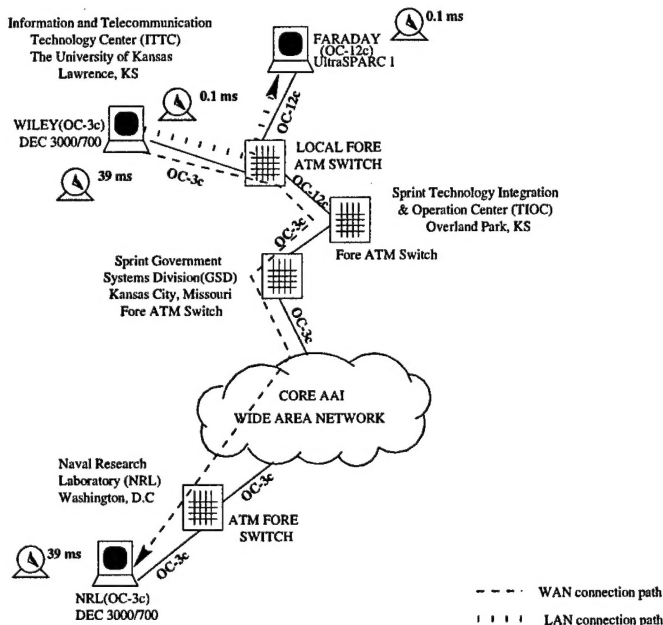 Information and Telecommunication
Technology Center (ITTC)
The University of Kansas
Lawrence, KS
FARADAY
(OC-12c)
UltraSPARC 1
0.1 ms
0.1 ms
WILEY(OC-3c)
DEC 3000/700
39 ms
OC-12c
OC-3c
LOCAL FORE
ATM SWITCH
OC-12c
Sprint Technology Integration
& Operation Center (TIOC)
Overland Park, KS
OC-3c
Fore ATM Switch
Sprint Government
Systems Division(GSD)
Kansas City, Missouri
Fore ATM Switch
OC-3c
CORE AAI
WIDE AREA NETWORK
Naval Research
Laboratory (NRL)
Washington, D.C
OC-3c
ATM FORE
SWITCH
39 ms
OC-3c
NRL(OC-3c)
DEC 3000/700
WAN connection path
LAN connection path